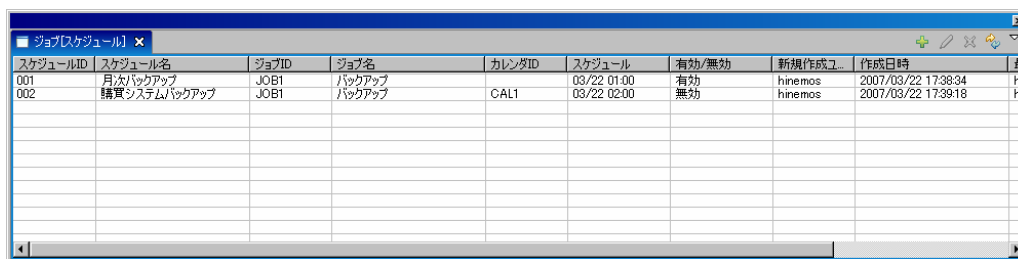 ジョブ[スケジュール]
スケジュールID スケジュール名 ジョブID ジョブ名 カレンダID スケジュール 有効/無効 新規作成ユ... 作成日時
001 月次バックアップ JOB1 バックアップ 03/22 01:00 有効 hinemos 2007/03/22 17:38:34
002 購買システムバックアップ JOB1 バックアップ CAL1 03/22 02:00 無効 hinemos 2007/03/22 17:39:18